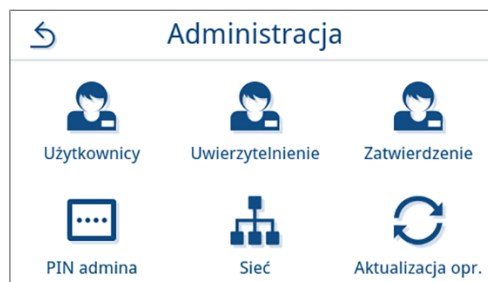 Administracja
Użytkownicy Uwierzytelnienie Zatwierdzenie
PIN admina Sieć Aktualizacja opr.